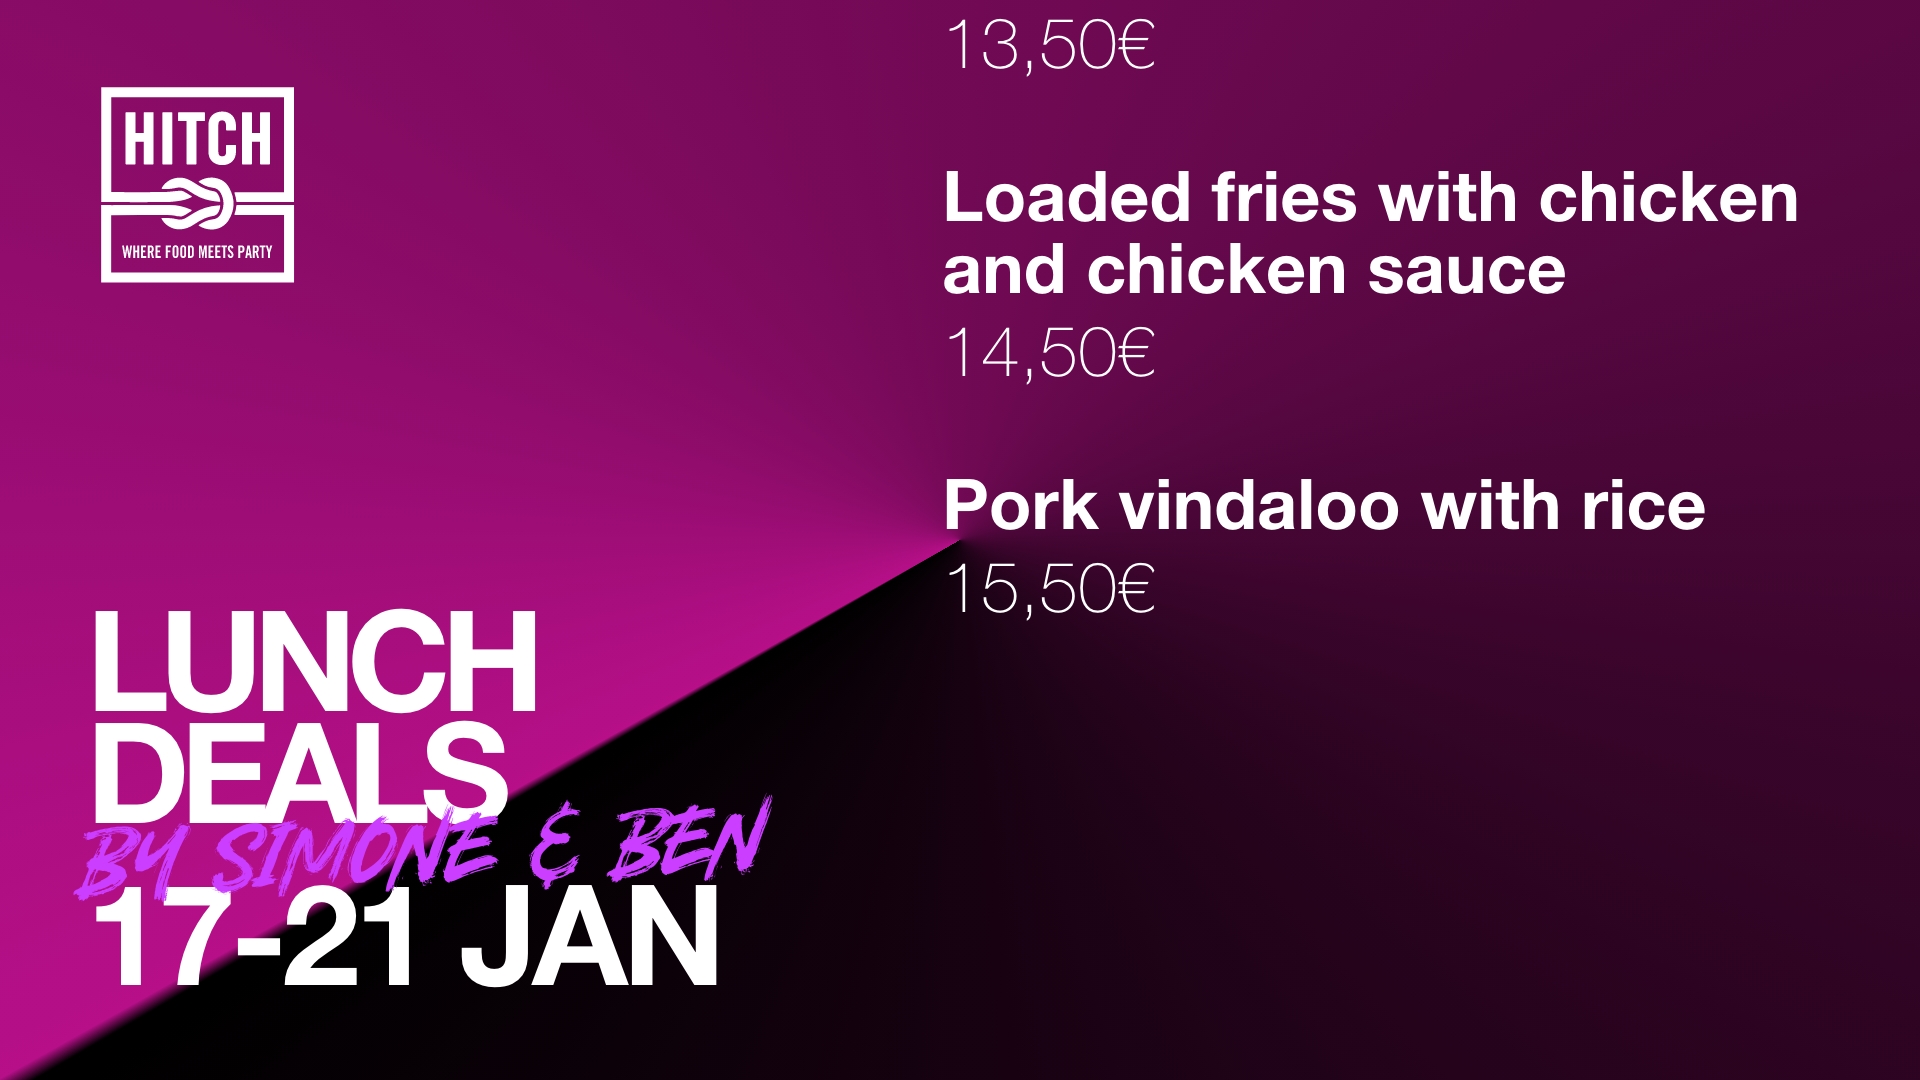 HITCH
WHERE FOOD MEETS PARTY
LUNCH
DEALS
BY SIMONE & BEN
17-21 JAN
13,50€
Loaded fries with chicken
and chicken sauce
14,50€
Pork vindaloo with rice
15,50€